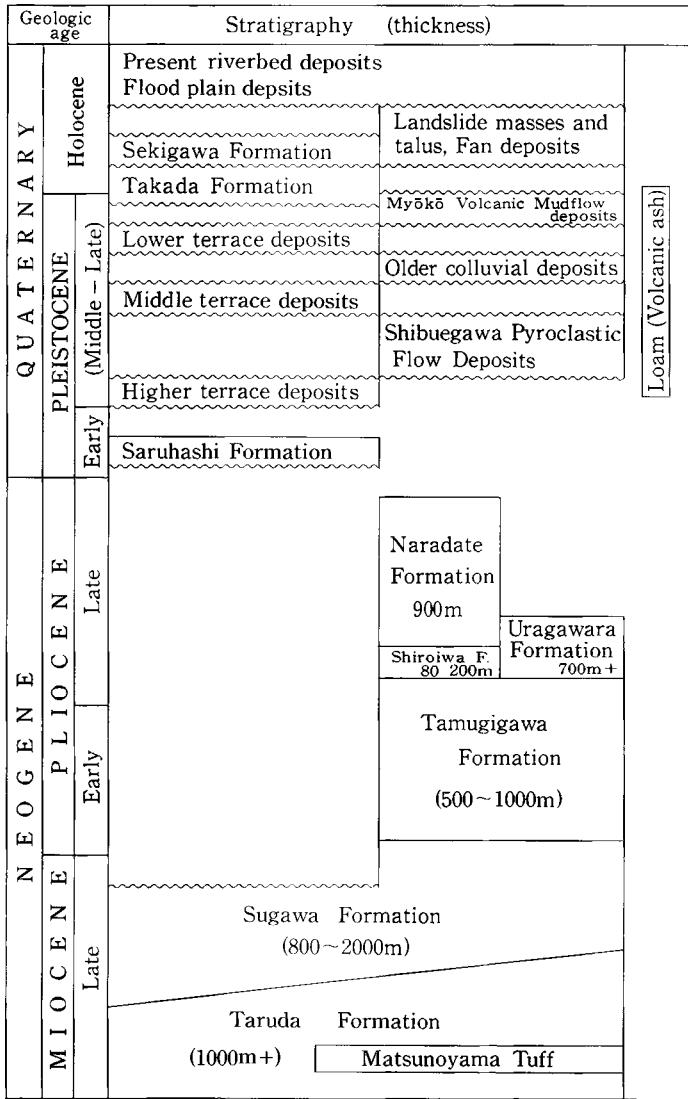 Geologic
age
Stratigraphy (thickness)
QUATERNARY
Holocene
Present riverbed deposits
Flood plain depsits
Landslide masses and
talus, Fan deposits
Sekigawa Formation
Takada Formation
PLEISTOCENE
(Middle-Late)
Myōkō Volcanic Mudflow
deposits
Lower terrace deposits
Older colluvial deposits
Middle terrace deposits
Shibuegawa Pyroclastic
Flow Deposits
Higher terrace deposits
Loam (Volcanic ash)
Early
Saruhashi Formation
NEOGENE
PLIOCENE
Late
Naradate
Formation
900m
Uragawara
Formation
700m+
Shiroiwa F.
80 200m
Early
Tamugigawa
Formation
(500~1000m)
MIOCENE
Late
Sugawa Formation
(800~2000m)
Taruda Formation
(1000m+)
Matsunoyama Tuff